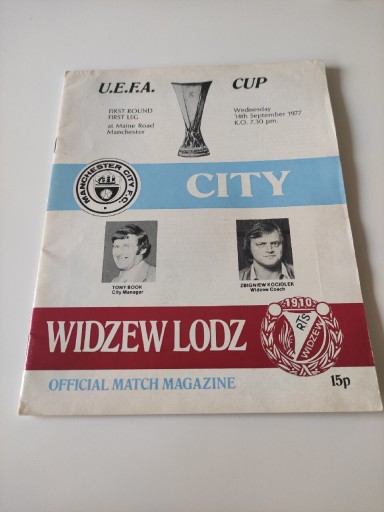 U.E.F.A. CUP
FIRST ROUND
FIRST LEG
at Maine Road
Manchester
Wednesday
14th September 1977
K.O. 7.30 pm.
MANCHESTER CITY F.C.
CITY
TONY BOOK
City Manager
ZBIGNIEW KOCIOLEK
Widzew Coach
WIDZEW LODZ
1910
RTS
WIDZEW
OFFICIAL MATCH MAGAZINE
15p